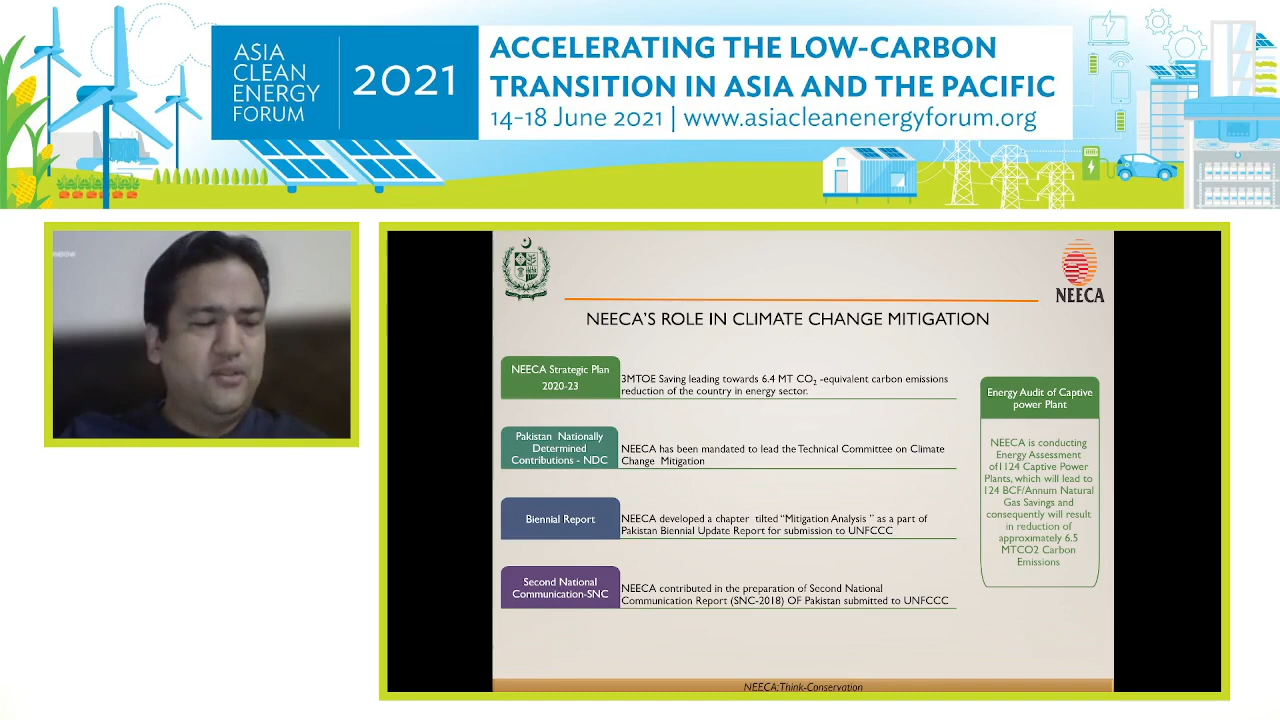 ASIA
CLEAN
ENERGY
FORUM
2021
ACCELERATING THE LOW-CARBON
TRANSITION IN ASIA AND THE PACIFIC
14-18 June 2021 | www.asiacleanenergyforum.org
NEECA
NEECA'S ROLE IN CLIMATE CHANGE MITIGATION
NEECA Strategic Plan
2020-23
3MTOE Saving leading towards 6.4 MT CO₂ -equivalent carbon emissions
reduction of the country in energy sector.
Pakistan Nationally
Determined
Contributions - NDC
NEECA has been mandated to lead the Technical Committee on Climate
Change Mitigation
Biennial Report
NEECA developed a chapter tilted "Mitigation Analysis " as a part of
Pakistan Biennial Update Report for submission to UNFCCC
Second National
Communication-SNC
NEECA contributed in the preparation of Second National
Communication Report (SNC-2018) OF Pakistan submitted to UNFCCC
Energy Audit of Captive
power Plant
NEECA is conducting
Energy Assessment
of1124 Captive Power
Plants, which will lead to
124 BCF/Annum Natural
Gas Savings and
consequently will result
in reduction of
approximately 6.5
MTCO2 Carbon
Emissions
NEECA:Think-Conservation